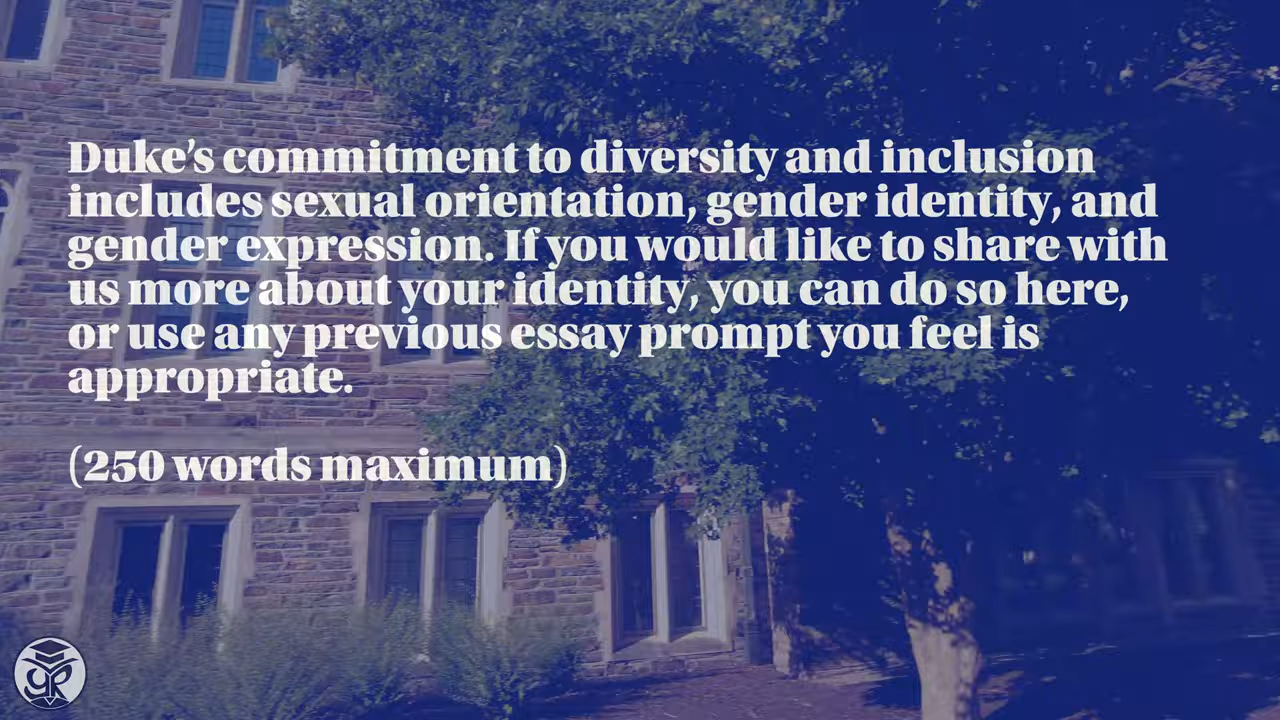 Duke’s commitment to diversity and inclusion
includes sexual orientation, gender identity, and
gender expression. If you would like to share with
us more about your identity, you can do so here,
or use any previous essay prompt you feel is
appropriate.
(250 words maximum)